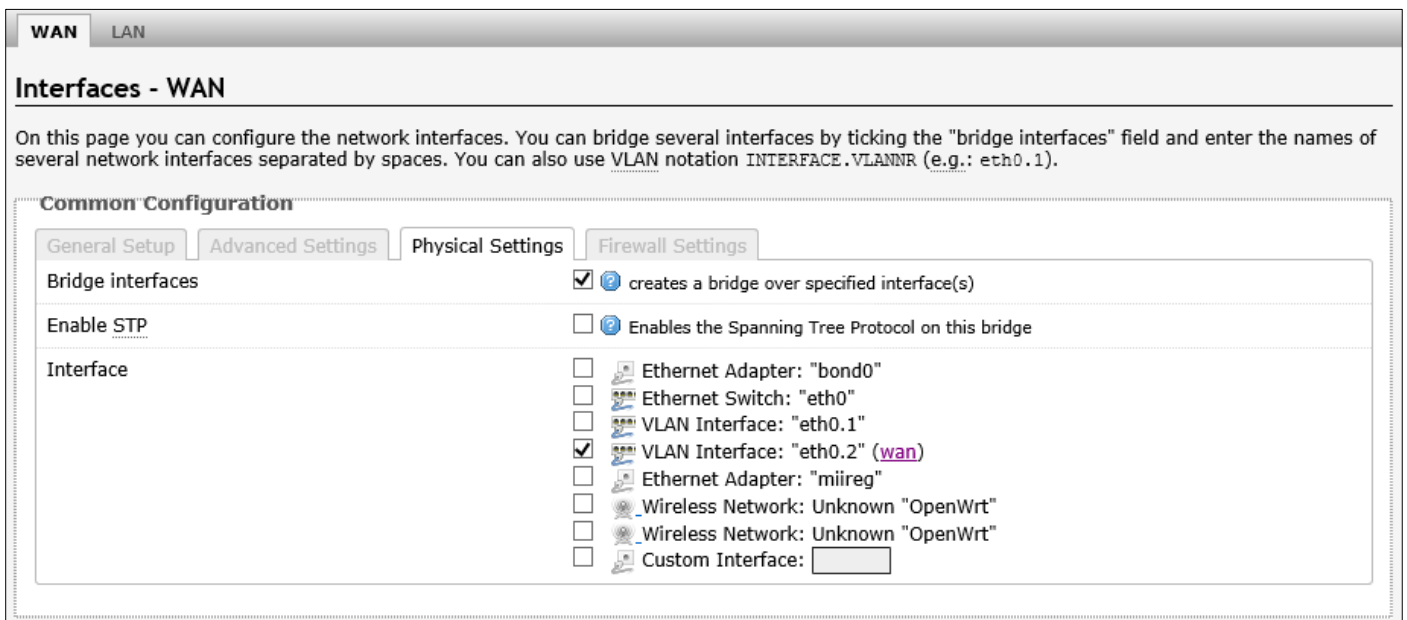 WAN LAN
Interfaces - WAN
On this page you can configure the network interfaces. You can bridge several interfaces by ticking the "bridge interfaces" field and enter the names of
several network interfaces separated by spaces. You can also use VLAN notation INTERFACE.VLANNR (e.g.: eth0.1).
Common Configuration
General Setup Advanced Settings Physical Settings Firewall Settings
Bridge interfaces creates a bridge over specified interface(s)
Enable STP Enables the Spanning Tree Protocol on this bridge
Interface Ethernet Adapter: "bond0"
Ethernet Switch: "eth0"
VLAN Interface: "eth0.1"
VLAN Interface: "eth0.2" (wan)
Ethernet Adapter: "miireg"
Wireless Network: Unknown "OpenWrt"
Wireless Network: Unknown "OpenWrt"
Custom Interface: